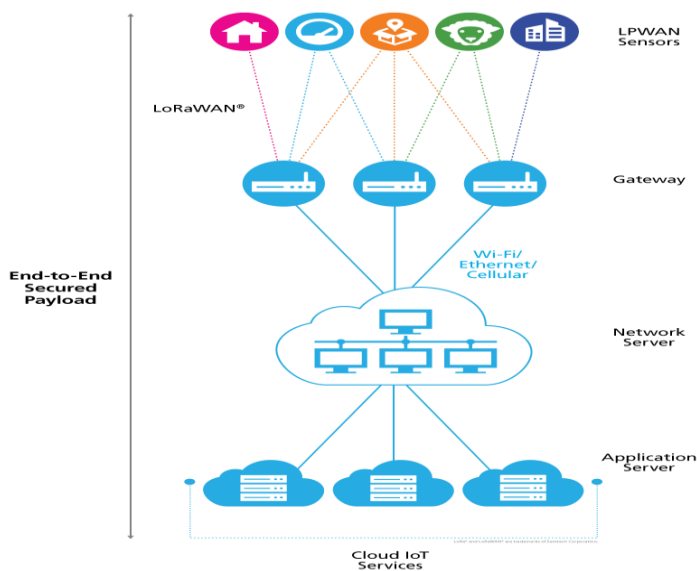 LPWAN
Sensors
LoRaWAN®
Gateway
Wi-Fi/
Ethernet/
Cellular
End-to-End
Secured
Payload
Network
Server
Application
Server
Cloud IoT
Services